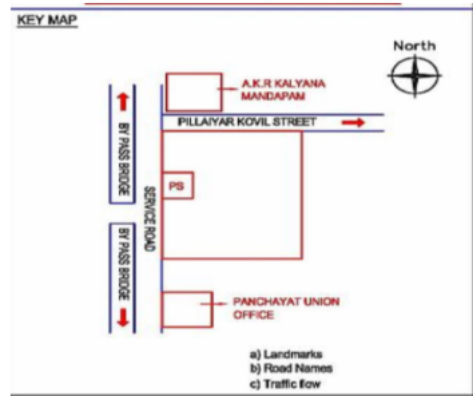 KEY MAP
North
A.K.R KALYANA
MANDAPAM
PILLAIYAR KOVIL STREET
BY PASS BRIDGE
SERVICE ROAD
PS
BY PASS BRIDGE
PANCHAYAT UNION
OFFICE
a) Landmarks
b) Road Names
c) Traffic flow